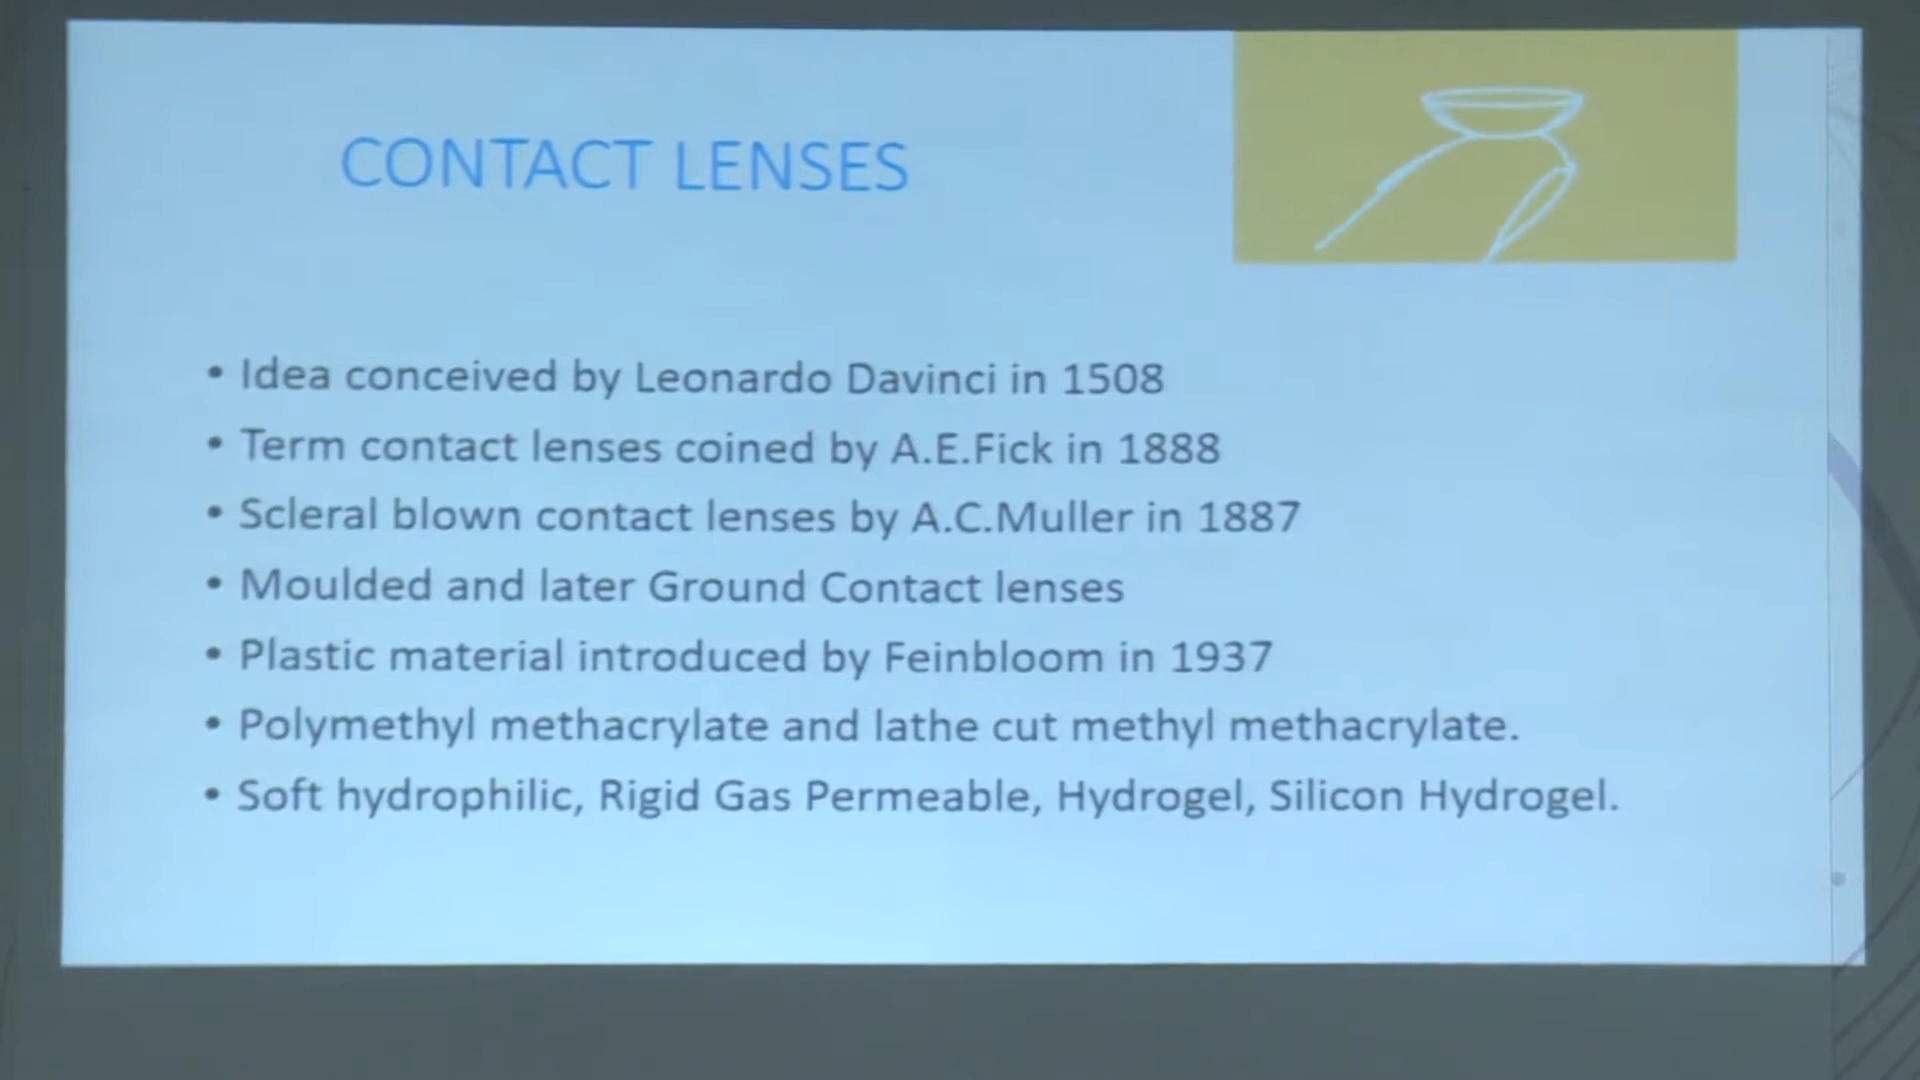 CONTACT LENSES
• Idea conceived by Leonardo Davinci in 1508
• Term contact lenses coined by A.E.Fick in 1888
• Scleral blown contact lenses by A.C.Muller in 1887
• Moulded and later Ground Contact lenses
• Plastic material introduced by Feinbloom in 1937
• Polymethyl methacrylate and lathe cut methyl methacrylate.
• Soft hydrophilic, Rigid Gas Permeable, Hydrogel, Silicon Hydrogel.